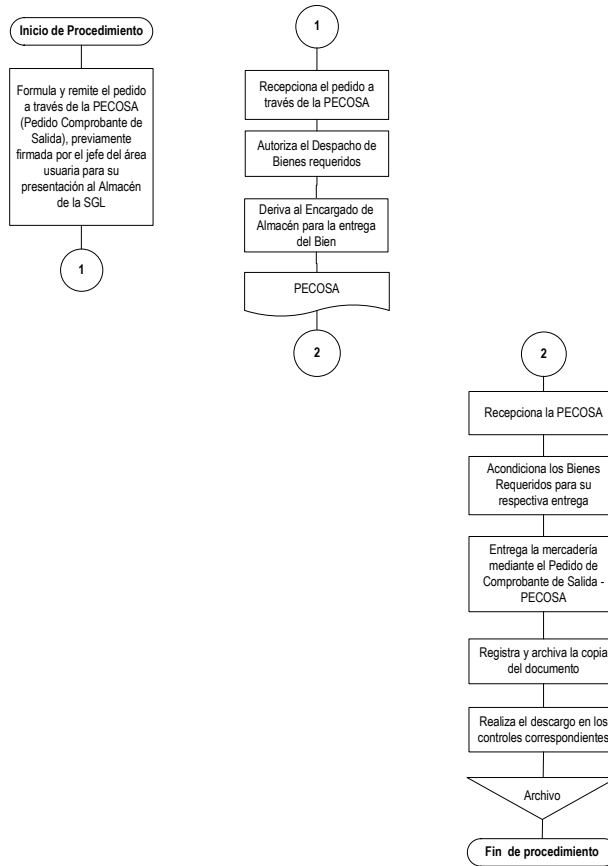 Inicio de Procedimiento
Formula y remite el pedido
a través de la PECOSA
(Pedido Comprobante de
Salida), previamente
firmada por el jefe del área
usuaria para su
presentación al Almacén
de la SGL
1
1
Recepciona el pedido a
través de la PECOSA
Autoriza el Despacho de
Bienes requeridos
Deriva al Encargado de
Almacén para la entrega
del Bien
PECOSA
2
2
Recepciona la PECOSA
Acondiciona los Bienes
Requeridos para su
respectiva entrega
Entrega la mercadería
mediante el Pedido de
Comprobante de Salida -
PECOSA
Registra y archiva la copia
del documento
Realiza el descargo en los
controles correspondientes
Archivo
Fin de procedimiento